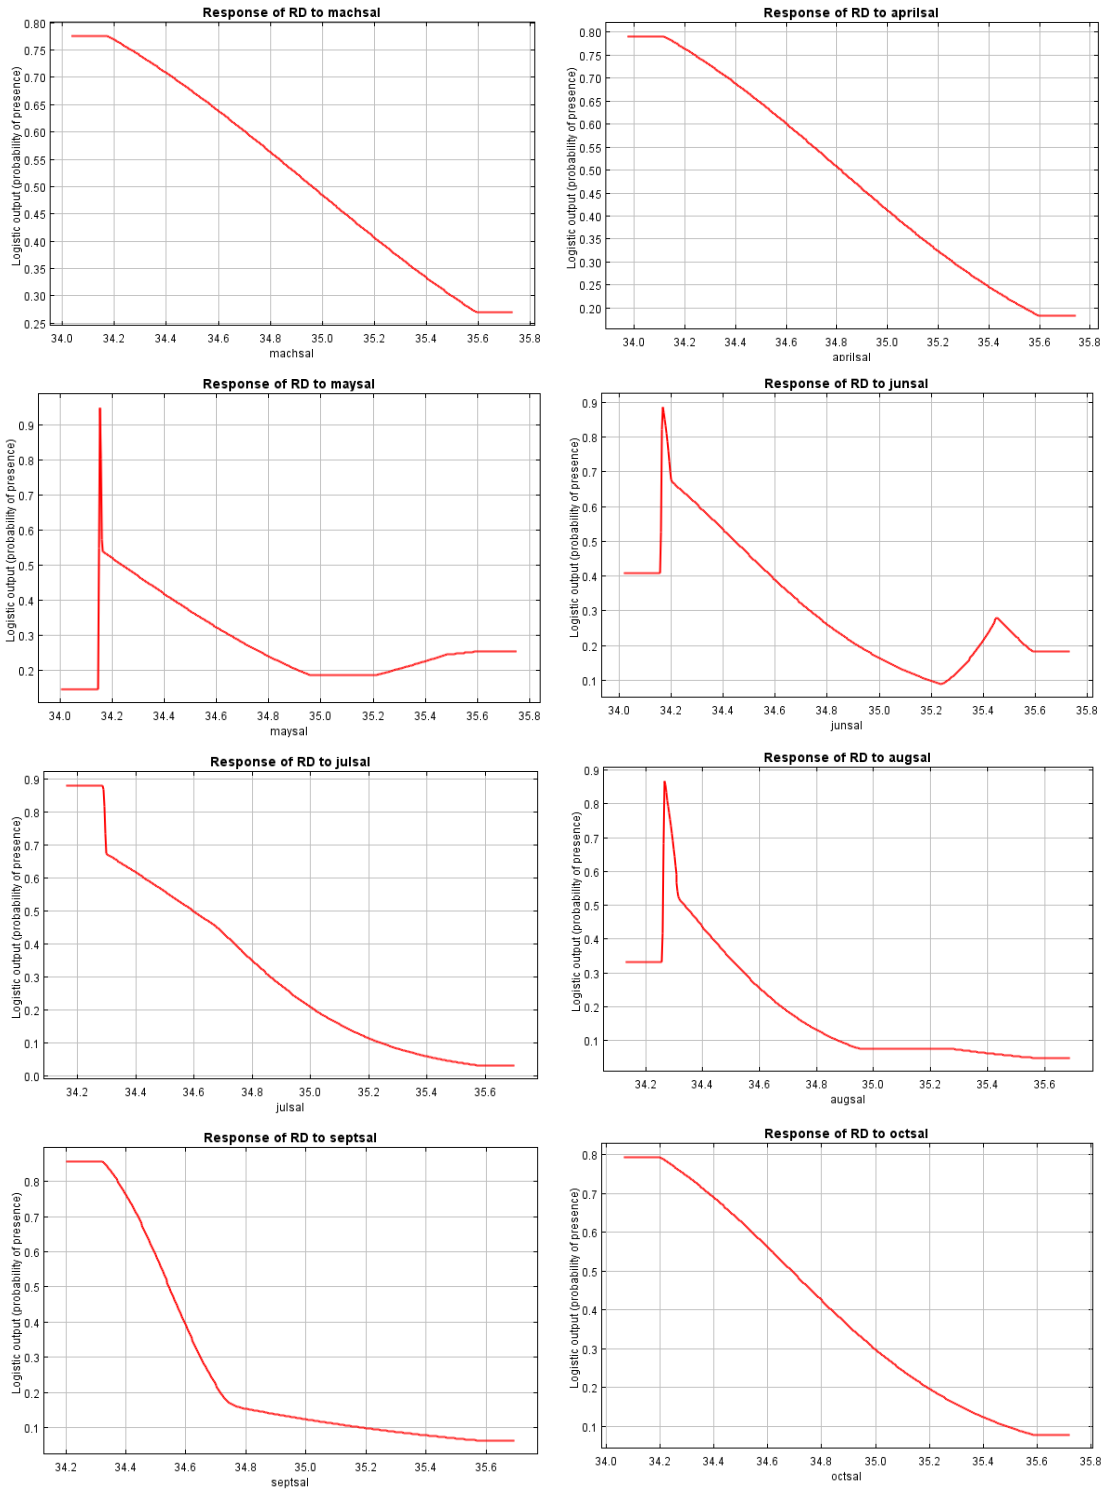 Response of RD to machsal
Logistic output (probability of presence)
0.80
0.75
0.70
0.65
0.60
0.55
0.50
0.45
0.40
0.35
0.30
0.25
34.0 34.2 34.4 34.6 34.8 35.0 35.2 35.4 35.6 35.8
machsal
Response of RD to aprilsal
Logistic output (probability of presence)
0.80
0.75
0.70
0.65
0.60
0.55
0.50
0.45
0.40
0.35
0.30
0.25
0.20
34.0 34.2 34.4 34.6 34.8 35.0 35.2 35.4 35.6 35.8
aprilsal
Response of RD to maysal
Logistic output (probability of presence)
0.9
0.8
0.7
0.6
0.5
0.4
0.3
0.2
34.0 34.2 34.4 34.6 34.8 35.0 35.2 35.4 35.6 35.8
maysal
Response of RD to junsal
Logistic output (probability of presence)
0.9
0.8
0.7
0.6
0.5
0.4
0.3
0.2
0.1
34.0 34.2 34.4 34.6 34.8 35.0 35.2 35.4 35.6 35.8
junsal
Response of RD to julsal
Logistic output (probability of presence)
0.9
0.8
0.7
0.6
0.5
0.4
0.3
0.2
0.1
0.0
34.2 34.4 34.6 34.8 35.0 35.2 35.4 35.6
julsal
Response of RD to augsal
Logistic output (probability of presence)
0.9
0.8
0.7
0.6
0.5
0.4
0.3
0.2
0.1
34.2 34.4 34.6 34.8 35.0 35.2 35.4 35.6
augsal
Response of RD to septsal
Logistic output (probability of presence)
0.8
0.7
0.6
0.5
0.4
0.3
0.2
0.1
34.2 34.4 34.6 34.8 35.0 35.2 35.4 35.6
septsal
Response of RD to octsal
Logistic output (probability of presence)
0.8
0.7
0.6
0.5
0.4
0.3
0.2
0.1
34.0 34.2 34.4 34.6 34.8 35.0 35.2 35.4 35.6 35.8
octsal